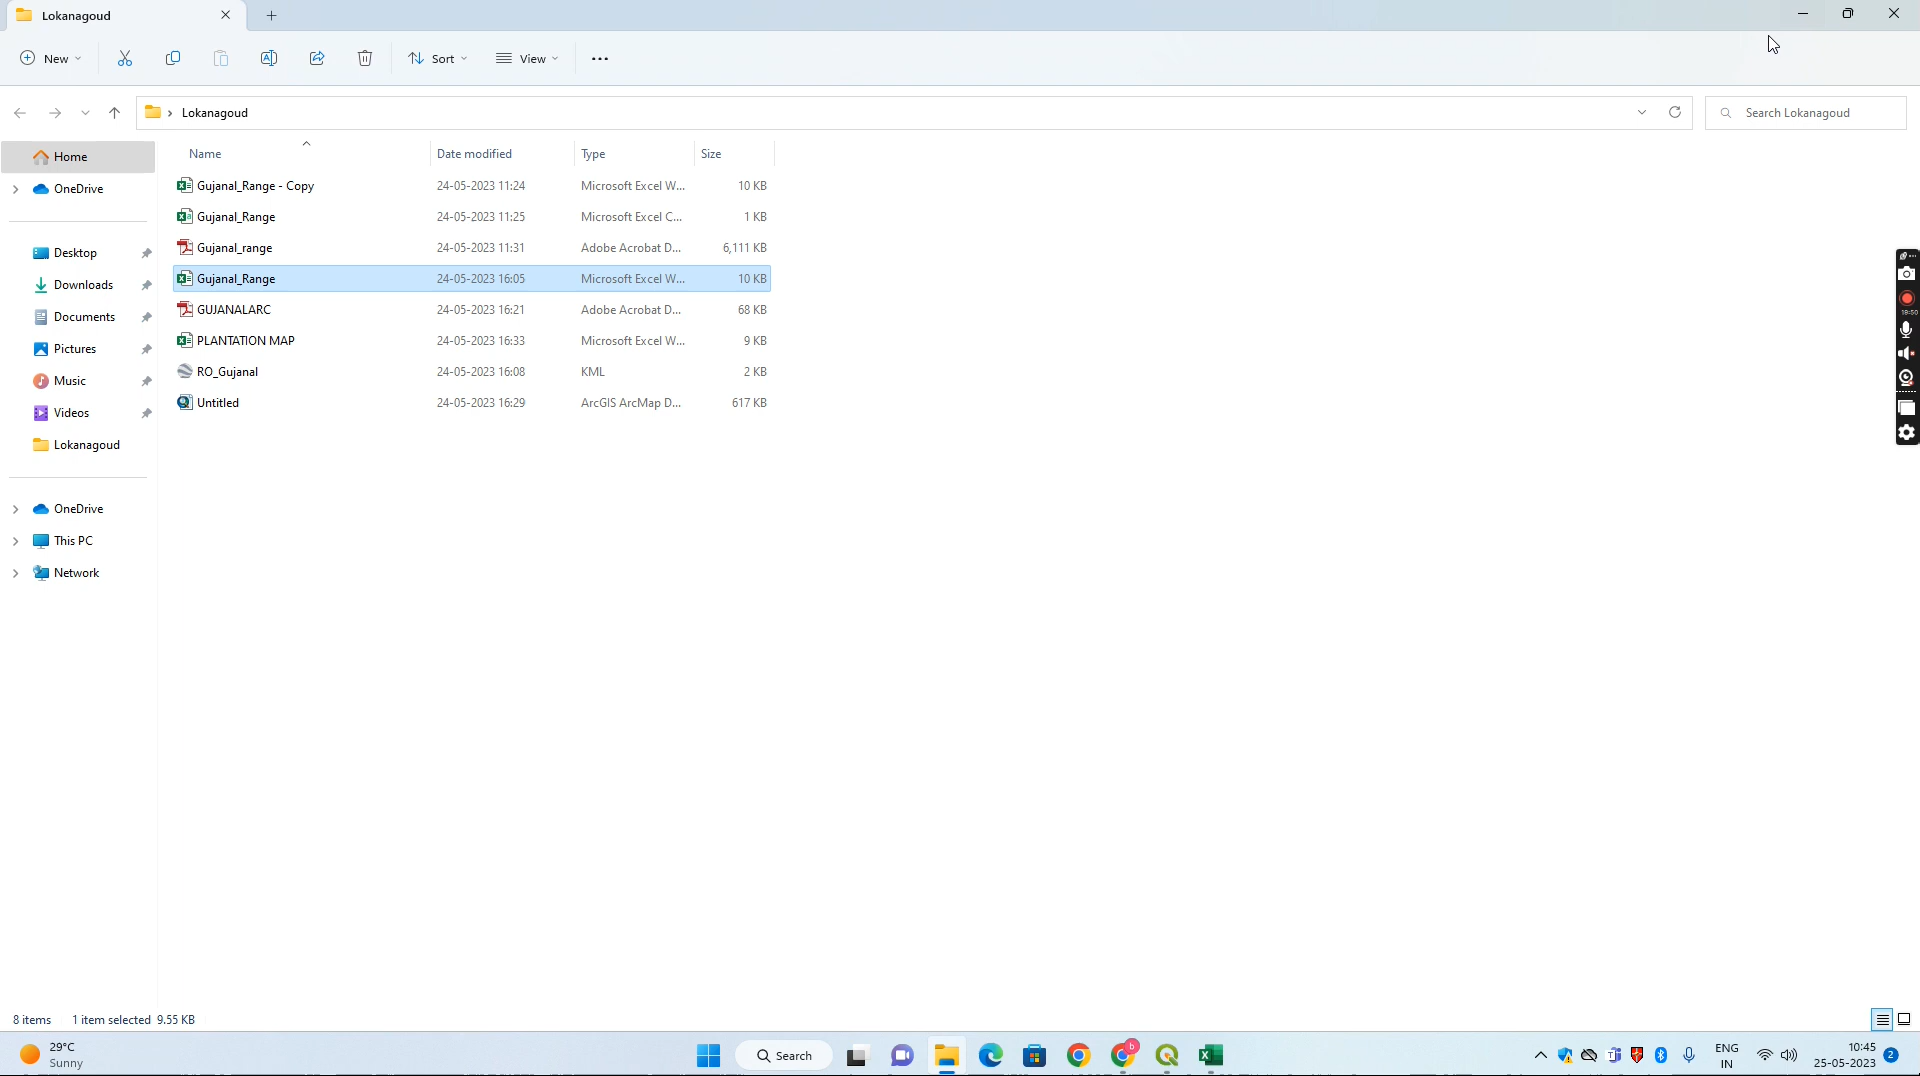 Lokanagoud
New
Sort
View
Lokanagoud
Search Lokanagoud
Home
OneDrive
Desktop
Downloads
Documents
Pictures
Music
Videos
Lokanagoud
OneDrive
This PC
Network
Name Date modified Type Size
Gujanal_Range - Copy 24-05-2023 11:24 Microsoft Excel W... 10 KB
Gujanal_Range 24-05-2023 11:25 Microsoft Excel C... 1 KB
Gujanal_range 24-05-2023 11:31 Adobe Acrobat D... 6,111 KB
Gujanal_Range 24-05-2023 16:05 Microsoft Excel W... 10 KB
GUJANALARC 24-05-2023 16:21 Adobe Acrobat D... 68 KB
PLANTATION MAP 24-05-2023 16:33 Microsoft Excel W... 9 KB
RO_Gujanal 24-05-2023 16:08 KML 2 KB
Untitled 24-05-2023 16:29 ArcGIS ArcMap D... 617 KB
8 items 1 item selected 9.55 KB
29°C
Sunny
Search
ENG
IN
10:45
25-05-2023
2